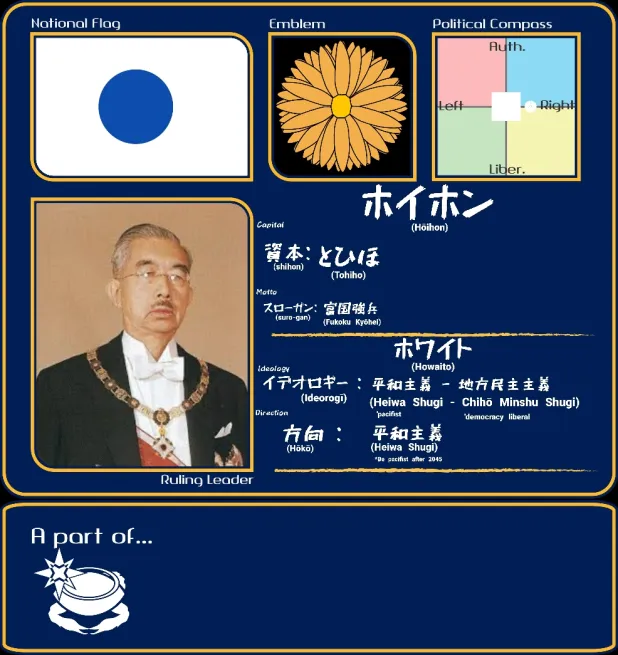 National Flag
Emblem
Political Compass
Auth.
Left
Right
Liber.
ホイホン
(Hōihon)
Capital
資本: とひほ
(shihon)
(Tohiho)
Motto
スローガン: 富国強兵
(suro-gan)
(Fukoku Kyōhei)
ホワイト
(Howaito)
Ideology
イデオロギー : 平和主義 - 地方民主主義
(Ideorogi)
(Heiwa Shugi - Chihō Minshu Shugi)
'pacifist
'democracy liberal
Direction
方向 : 平和主義
(Hōkō)
(Heiwa Shugi)
*Be pacifist after 2045
Ruling Leader
A part of...